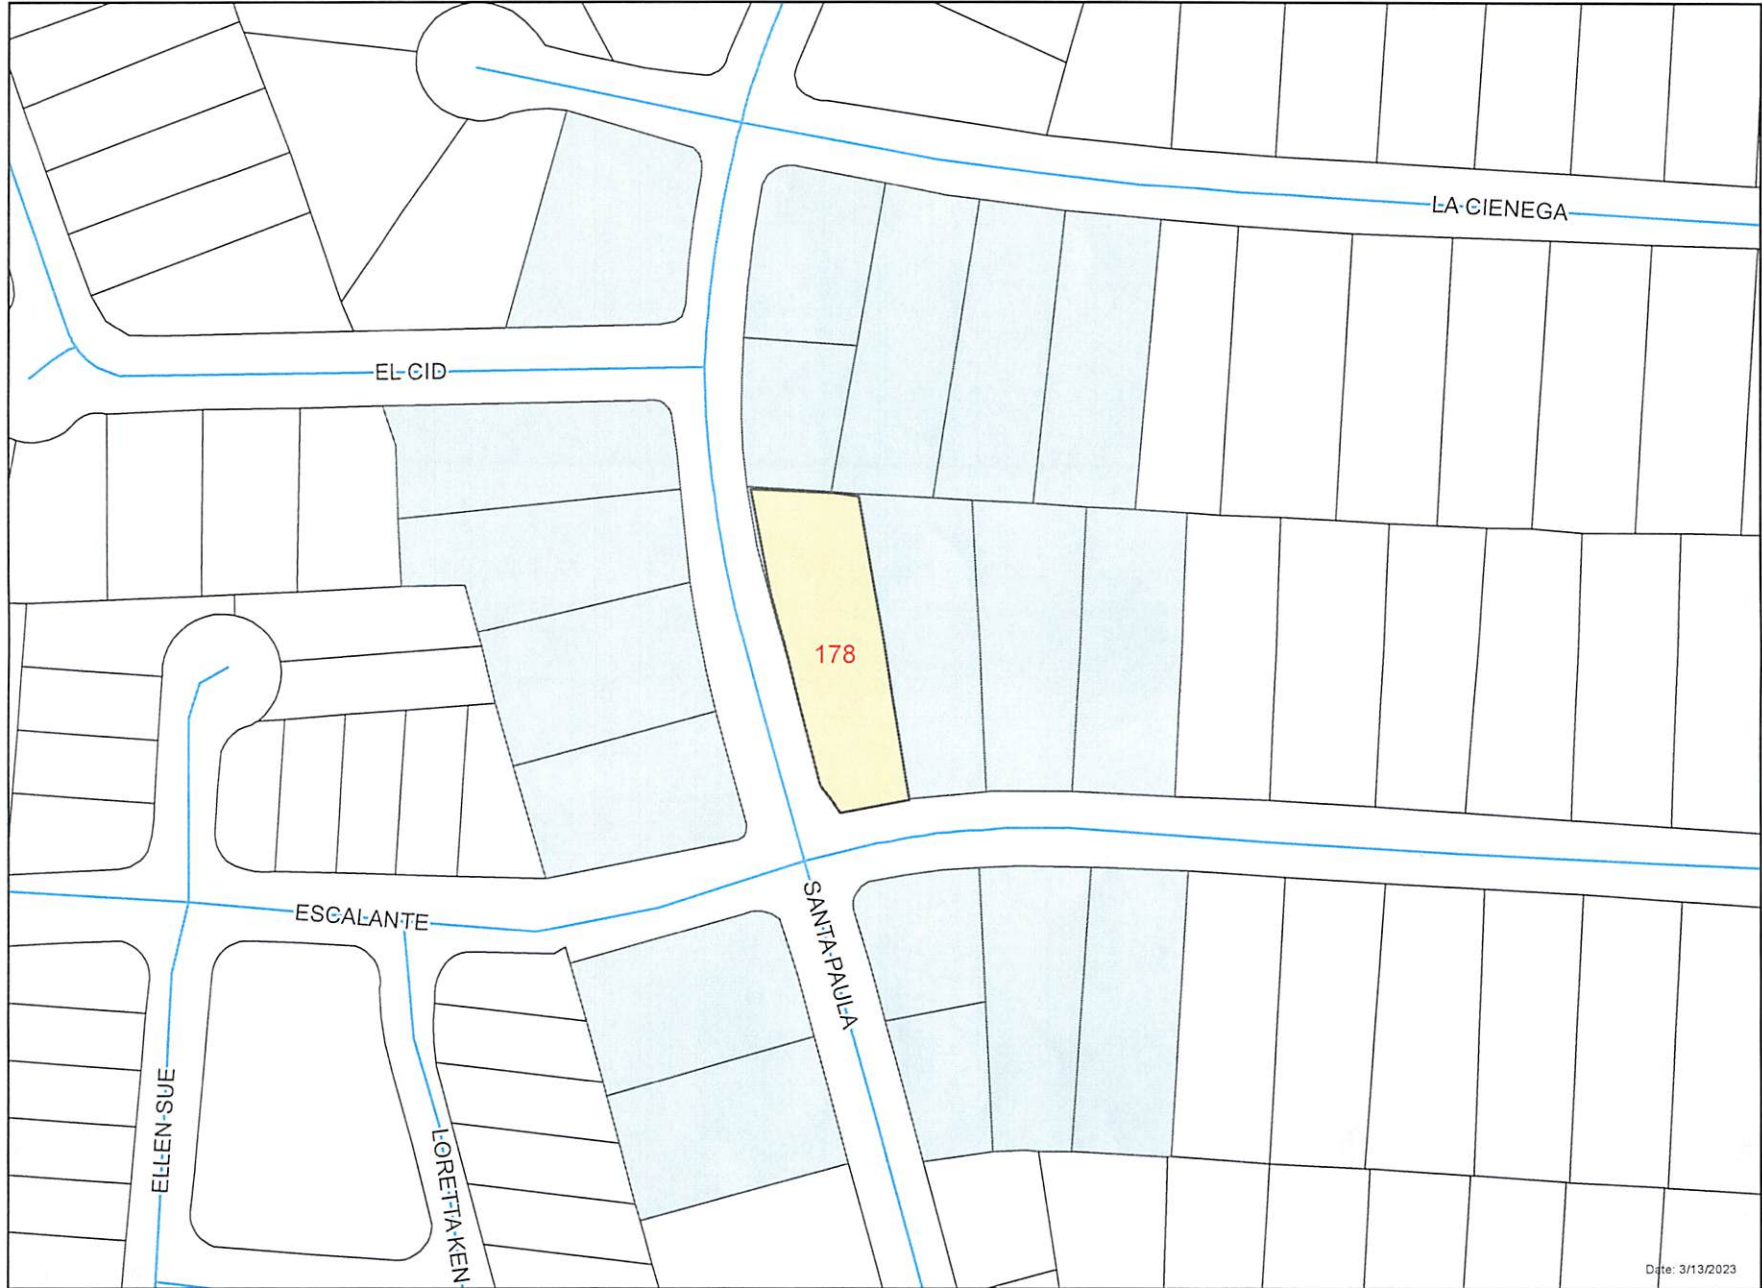 LA CIENEGA
EL CID
178
ESCALANTE
SANTA PAULA
ELLEN SUE
LORETTA KEN
Date: 3/13/2023